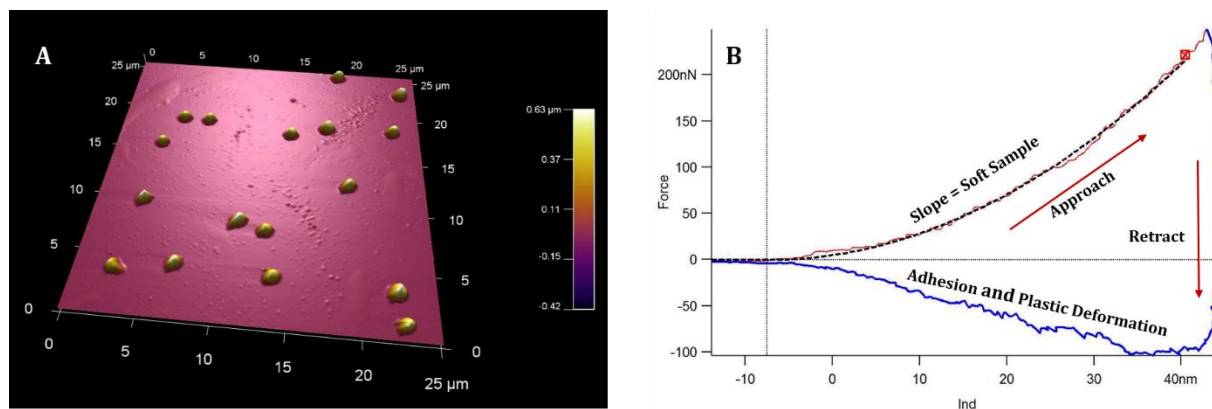 A
0
5
10
15
20
25 µm
25 µm
20
15
10
5
0
25 µm
20
15
10
5
0
0
5
10
15
20
25 µm
0.63 µm
0.37
0.11
-0.15
-0.42
B
200nN
150
100
50
0
-50
-100
Force
Slope = Soft Sample
Approach
Retract
Adhesion and Plastic Deformation
-10
0
10
20
30
40nm
Ind